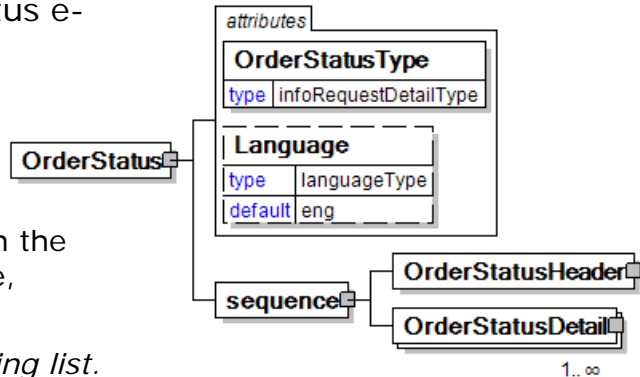 tus e-
attributes
OrderStatusType
type infoRequestDetailType
Language
type languageType
default eng
OrderStatus
n the
e,
sequence
OrderStatusHeader
OrderStatusDetail
1..∞
ing list.